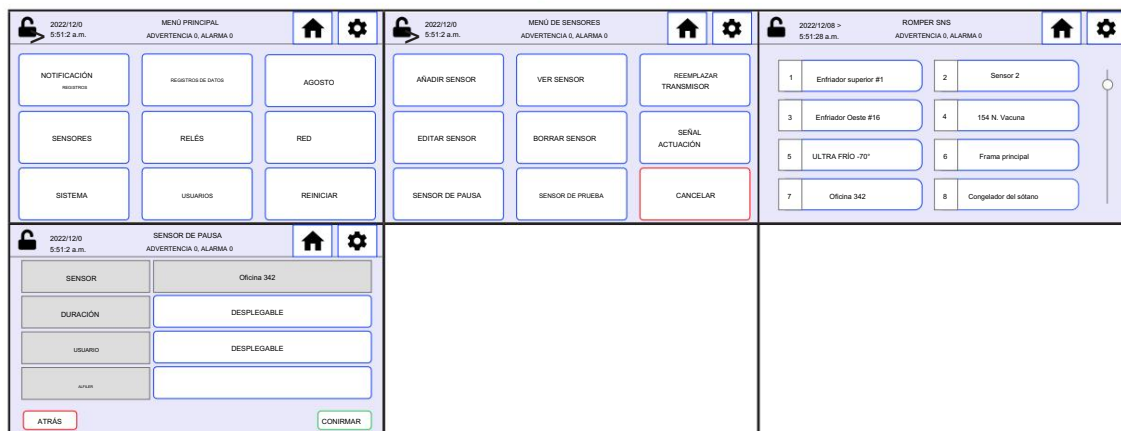 2022/12/0
5:51:2 a.m.
>
MENÚ PRINCIPAL
ADVERTENCIA 0, ALARMA 0
NOTIFICACIÓN
REGISTROS
REGISTROS DE DATOS
AGOSTO
SENSORES
RELÉS
RED
SISTEMA
USUARIOS
REINICIAR
2022/12/0
5:51:2 a.m.
>
MENÚ DE SENSORES
ADVERTENCIA 0, ALARMA 0
AÑADIR SENSOR
VER SENSOR
REEMPLAZAR
TRANSMISOR
EDITAR SENSOR
BORRAR SENSOR
SEÑAL
ACTUACIÓN
SENSOR DE PAUSA
SENSOR DE PRUEBA
CANCELAR
2022/12/08 >
5:51:28 a.m.
ROMPER SNS
ADVERTENCIA 0, ALARMA 0
1 Enfriador superior #1
2 Sensor 2
3 Enfriador Oeste #16
4 154 N. Vacuna
5 ULTRA FRÍO -70°
6 Frama principal
7 Oficina 342
8 Congelador del sótano
2022/12/0
5:51:2 a.m.
SENSOR DE PAUSA
ADVERTENCIA 0, ALARMA 0
SENSOR
Oficina 342
DURACIÓN
DESPLEGABLE
USUARIO
DESPLEGABLE
ALFILER
ATRÁS
CONIRMAR